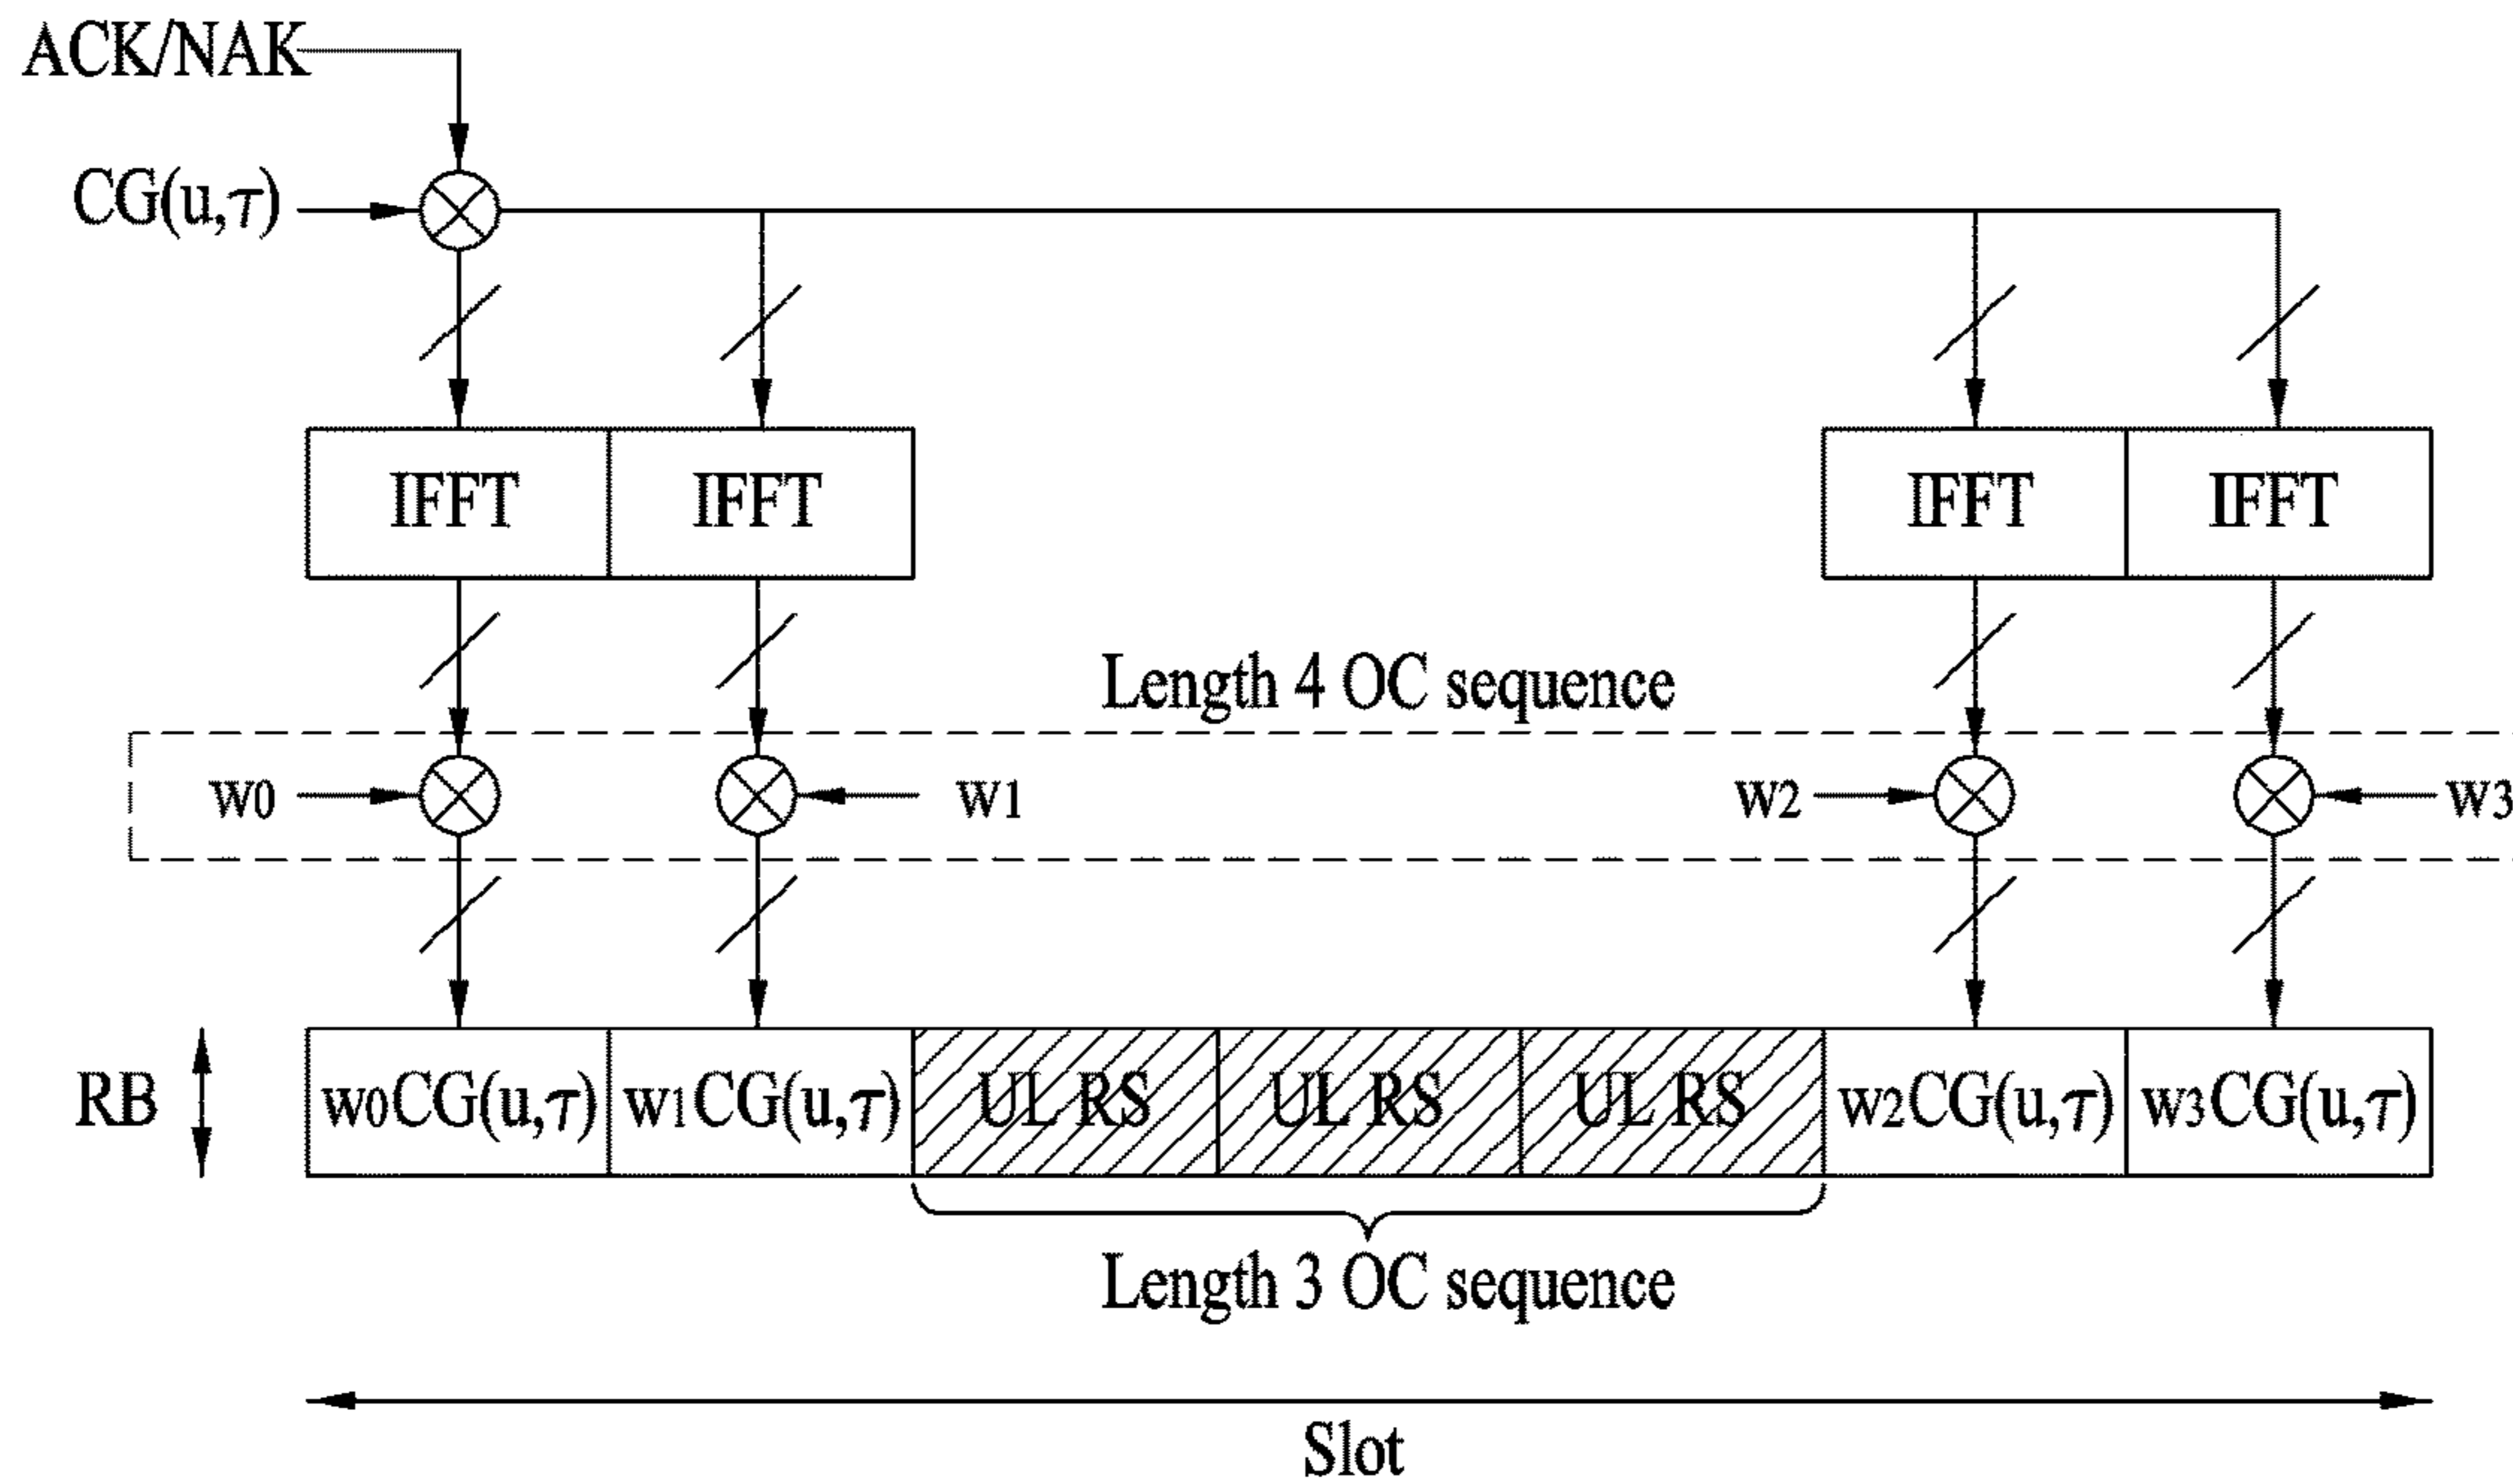 ACK/NAK
CG(u,τ)
IFFT IFFT IFFT IFFT
Length 4 OC sequence
w0 w1 w2 w3
RB w0CG(u,τ) w1CG(u,τ) UL RS UL RS UL RS w2CG(u,τ) w3CG(u,τ)
Length 3 OC sequence
Slot